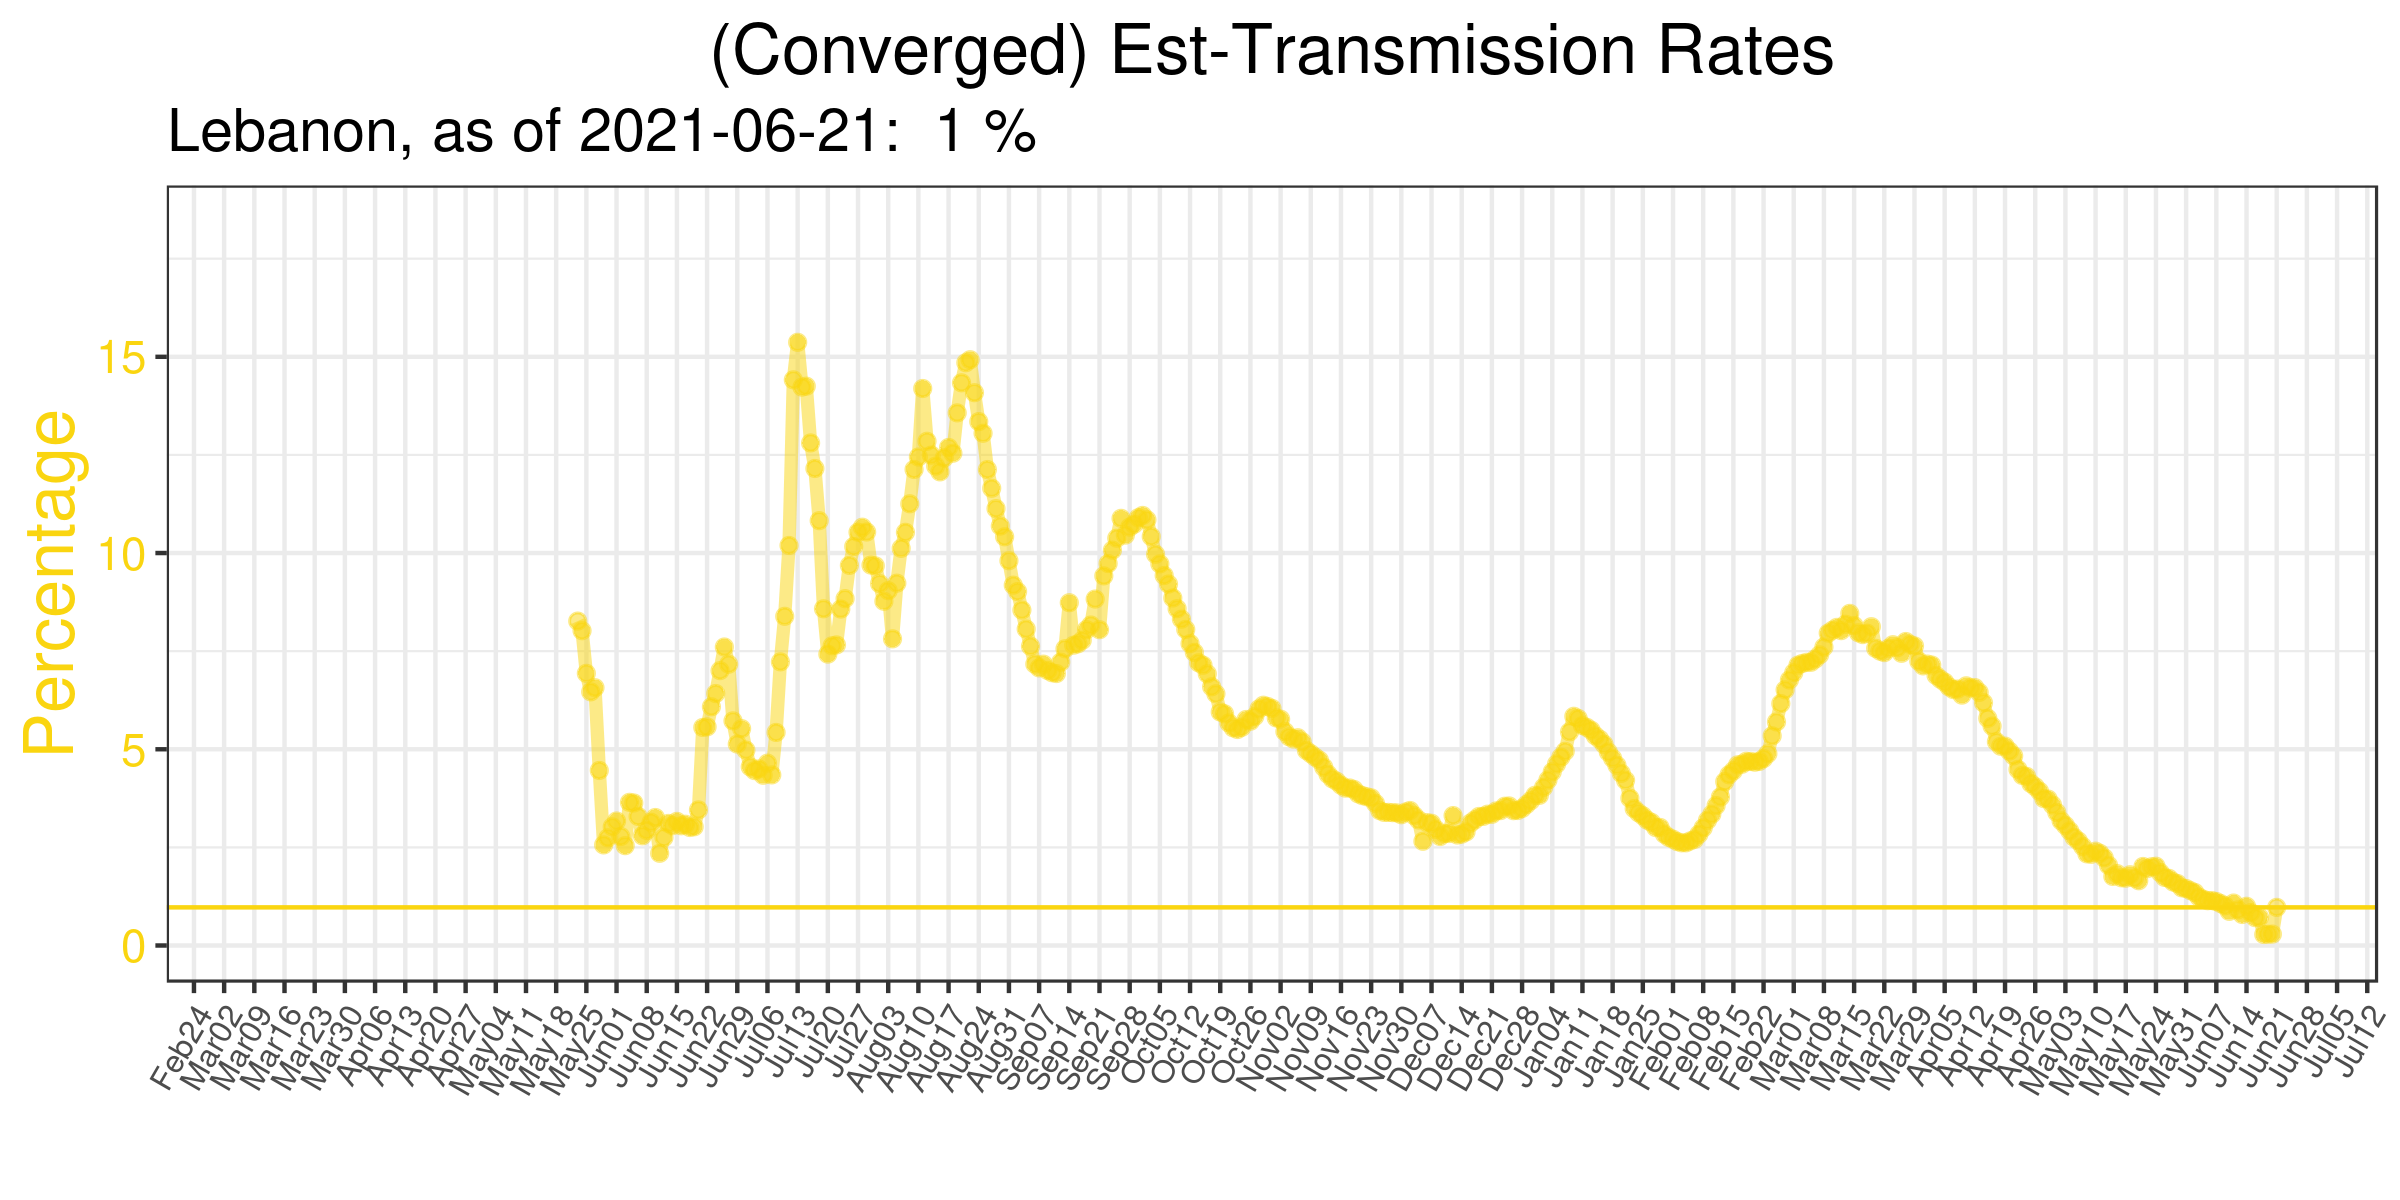 (Converged) Est-Transmission Rates
Lebanon, as of 2021-06-21:  1 %
Percentage
15
10
5
0
Feb24
Mar02
Mar09
Mar16
Mar23
Mar30
Apr06
Apr13
Apr20
Apr27
May04
May11
May18
May25
Jun01
Jun08
Jun15
Jun22
Jun29
Jul06
Jul13
Jul20
Jul27
Aug03
Aug10
Aug17
Aug24
Aug31
Sep07
Sep14
Sep21
Sep28
Oct05
Oct12
Oct19
Oct26
Nov02
Nov09
Nov16
Nov23
Nov30
Dec07
Dec14
Dec21
Dec28
Jan04
Jan11
Jan18
Jan25
Feb01
Feb08
Feb15
Feb22
Mar01
Mar08
Mar15
Mar22
Mar29
Apr05
Apr12
Apr19
Apr26
May03
May10
May17
May24
May31
Jun07
Jun14
Jun21
Jun28
Jul05
Jul12